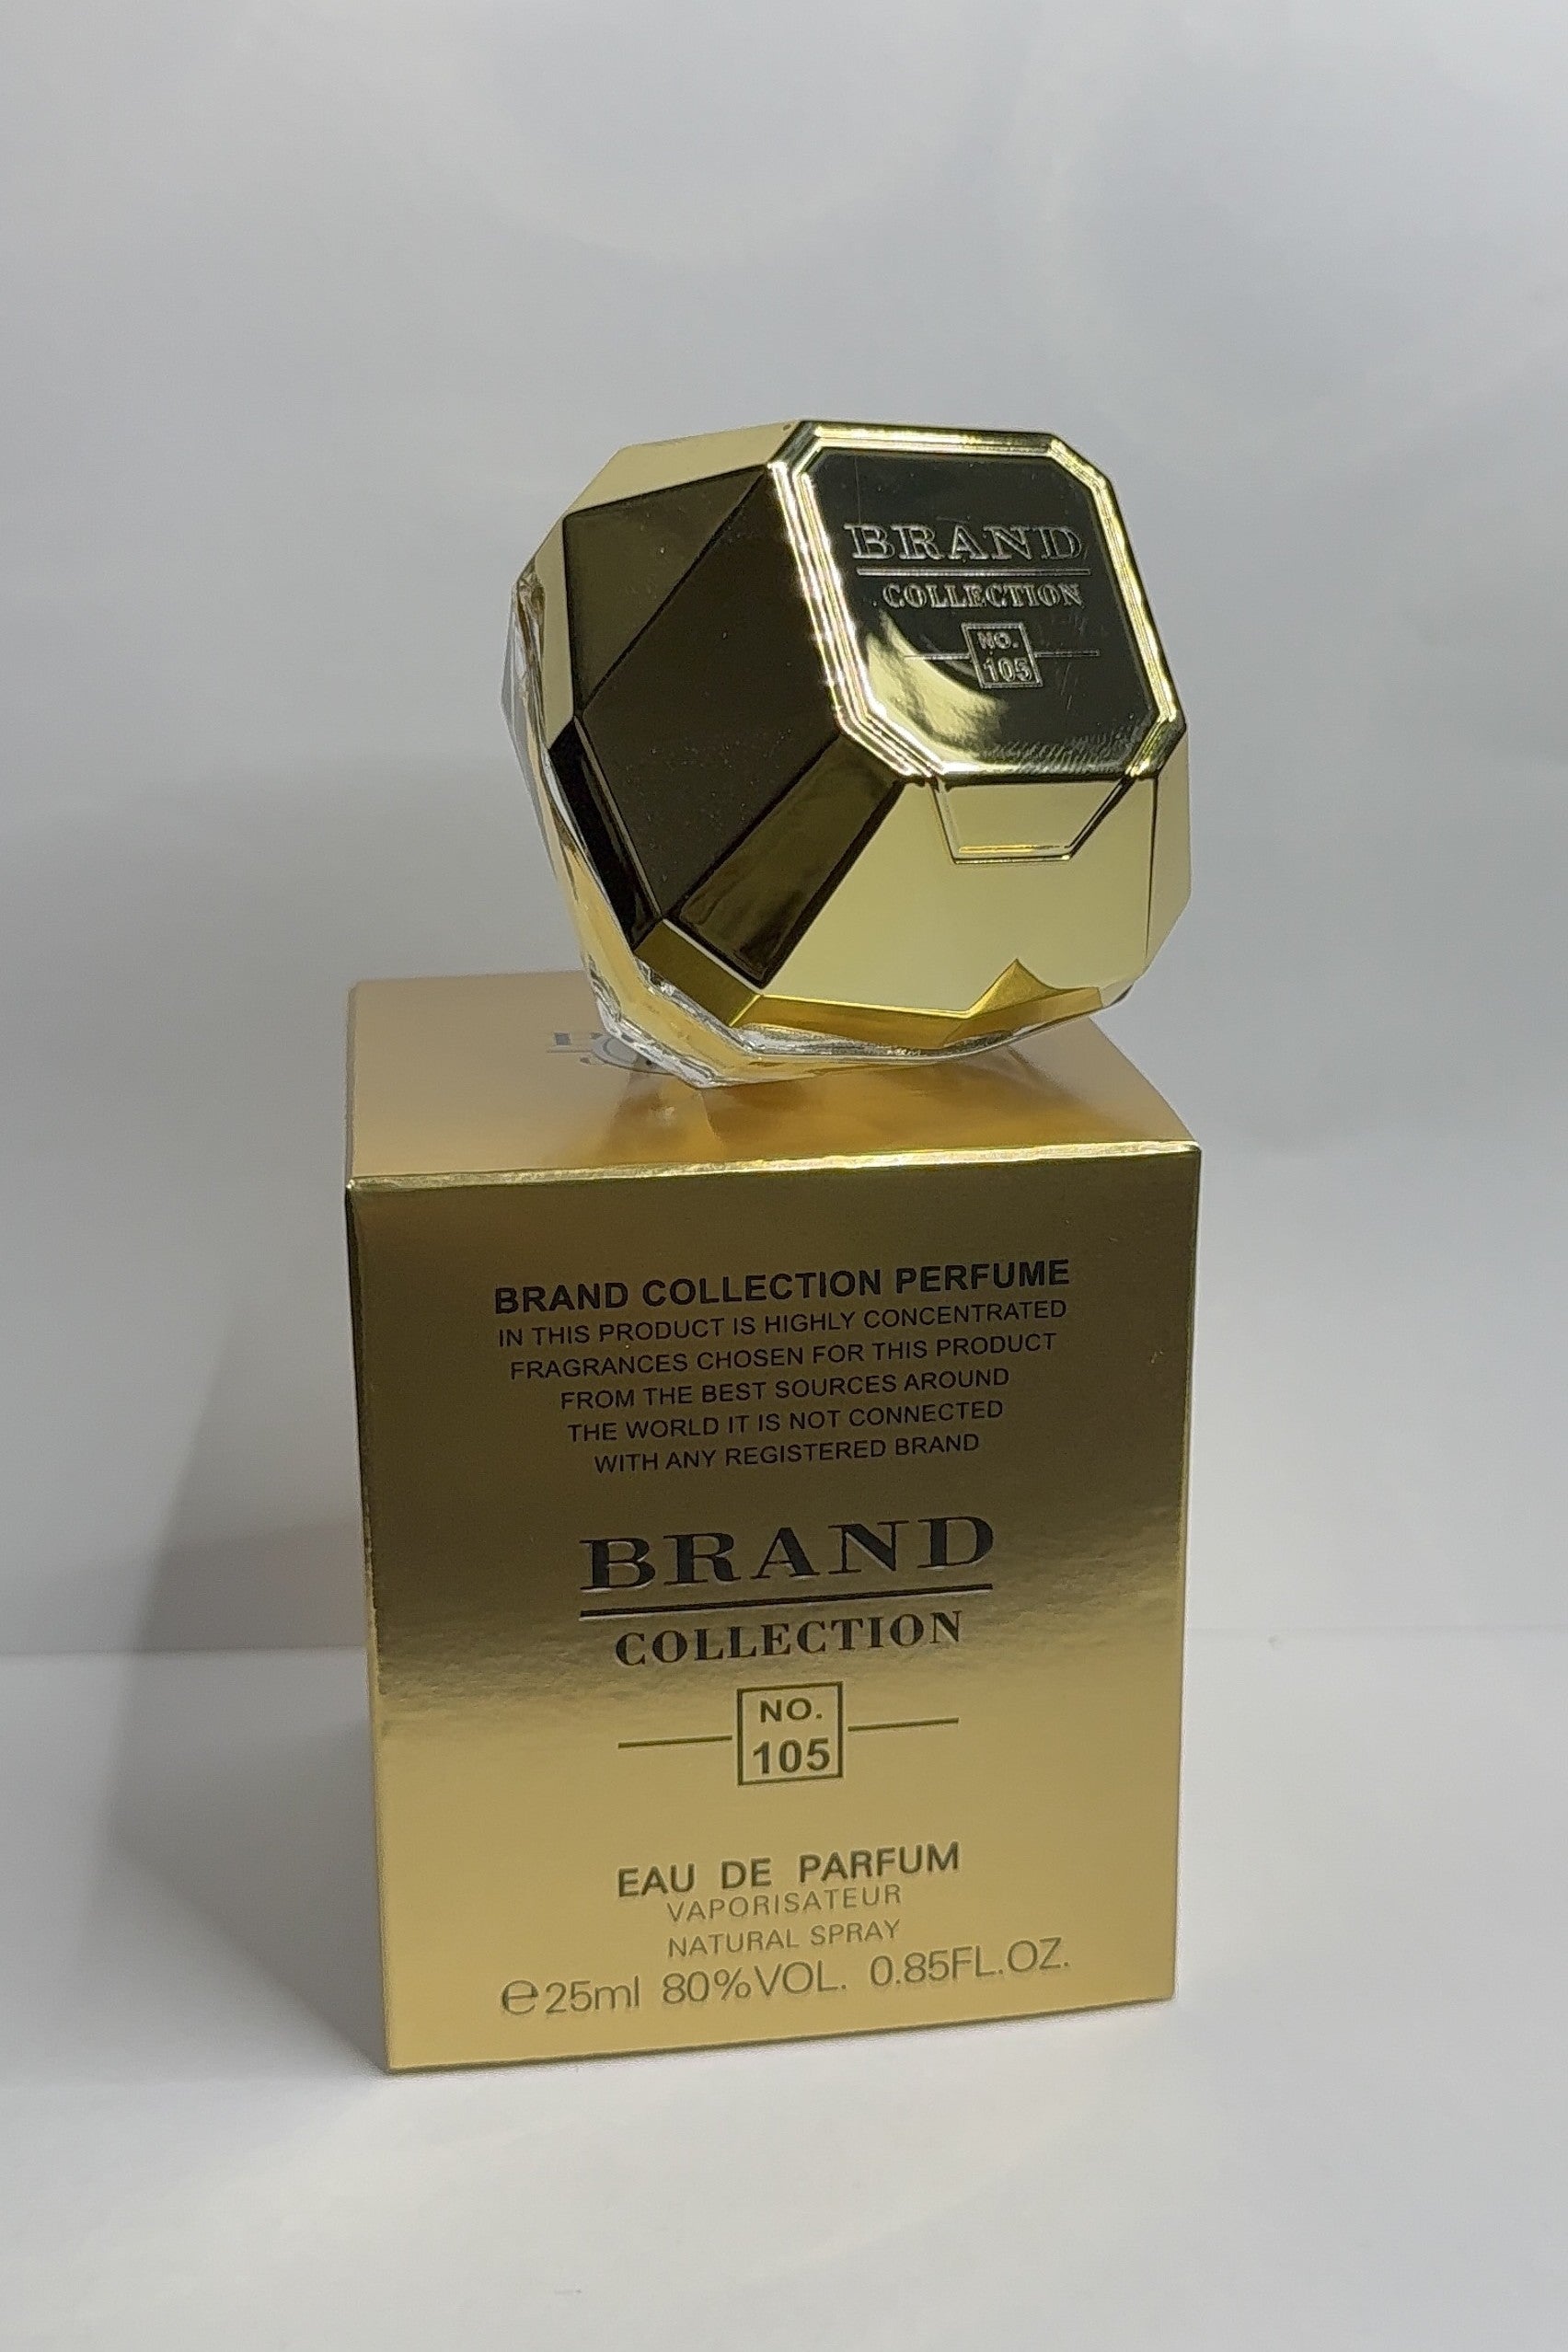 BRAND
COLLECTION
NO.
105
BRAND COLLECTION PERFUME
IN THIS PRODUCT IS HIGHLY CONCENTRATED
FRAGRANCES CHOSEN FOR THIS PRODUCT
FROM THE BEST SOURCES AROUND
THE WORLD IT IS NOT CONNECTED
WITH ANY REGISTERED BRAND
BRAND
COLLECTION
NO.
105
EAU DE PARFUM
VAPORISATEUR
NATURAL SPRAY
℮25ml 80%VOL. 0.85FL.OZ.